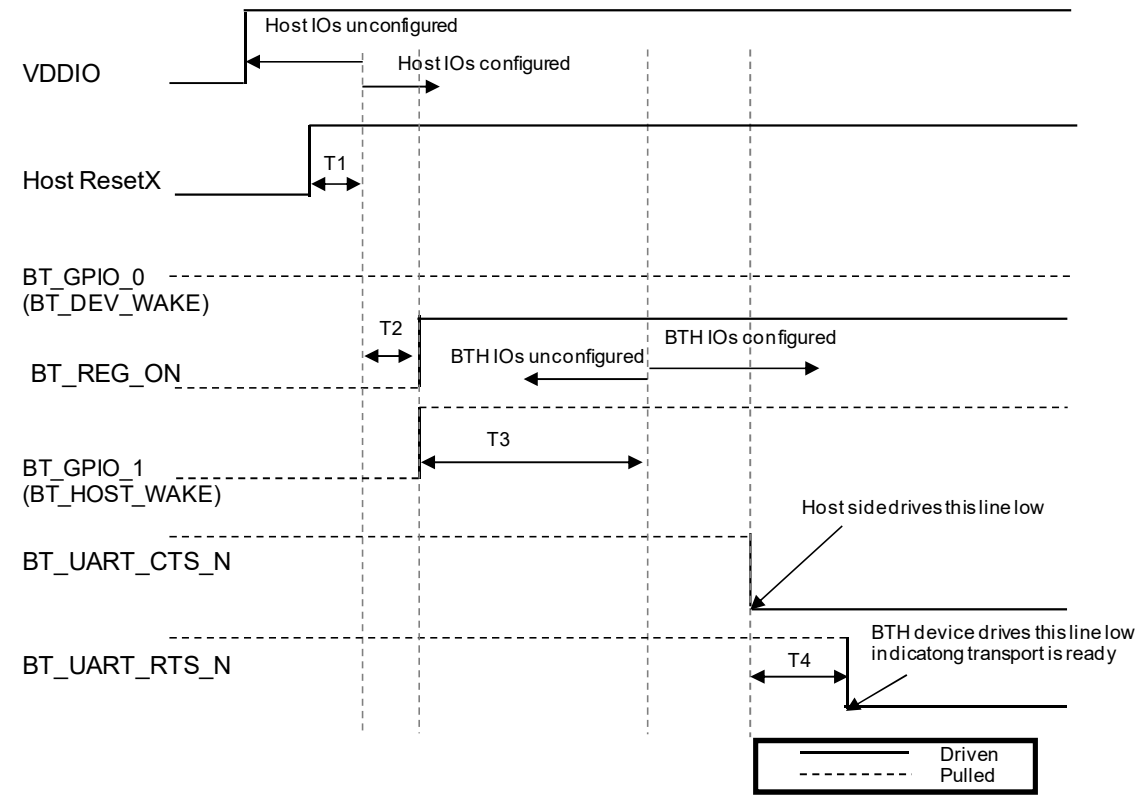 Host IOs unconfigured
Host IOs configured
VDDIO
T1
Host ResetX
BT_GPIO_0
(BT_DEV_WAKE)
T2
BTH IOs configured
BTH IOs unconfigured
BT_REG_ON
T3
BT_GPIO_1
(BT_HOST_WAKE)
Host side drives this line low
BT_UART_CTS_N
BTH device drives this line low
indicatong transport is ready
BT_UART_RTS_N
T4
Driven
Pulled